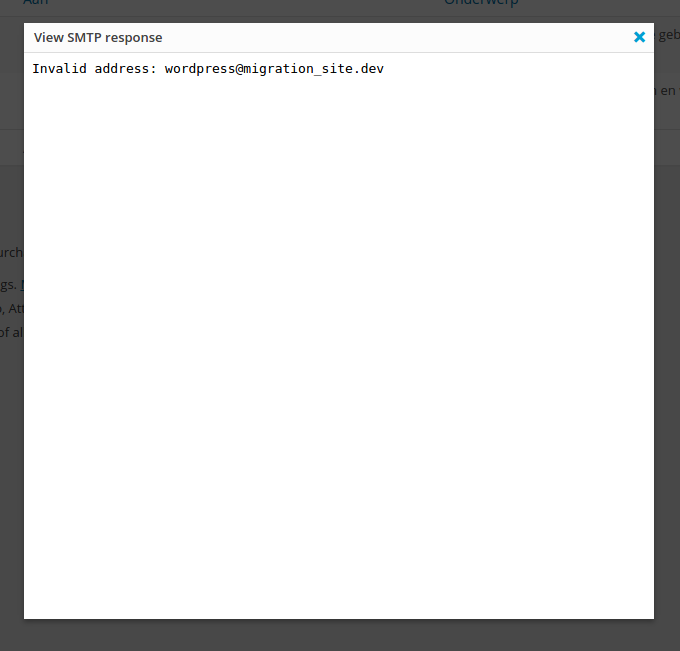 Aan Onderwerp
View SMTP response
geb
Invalid address: wordpress@migration_site.dev
en
urch
gs.
, Att
of al